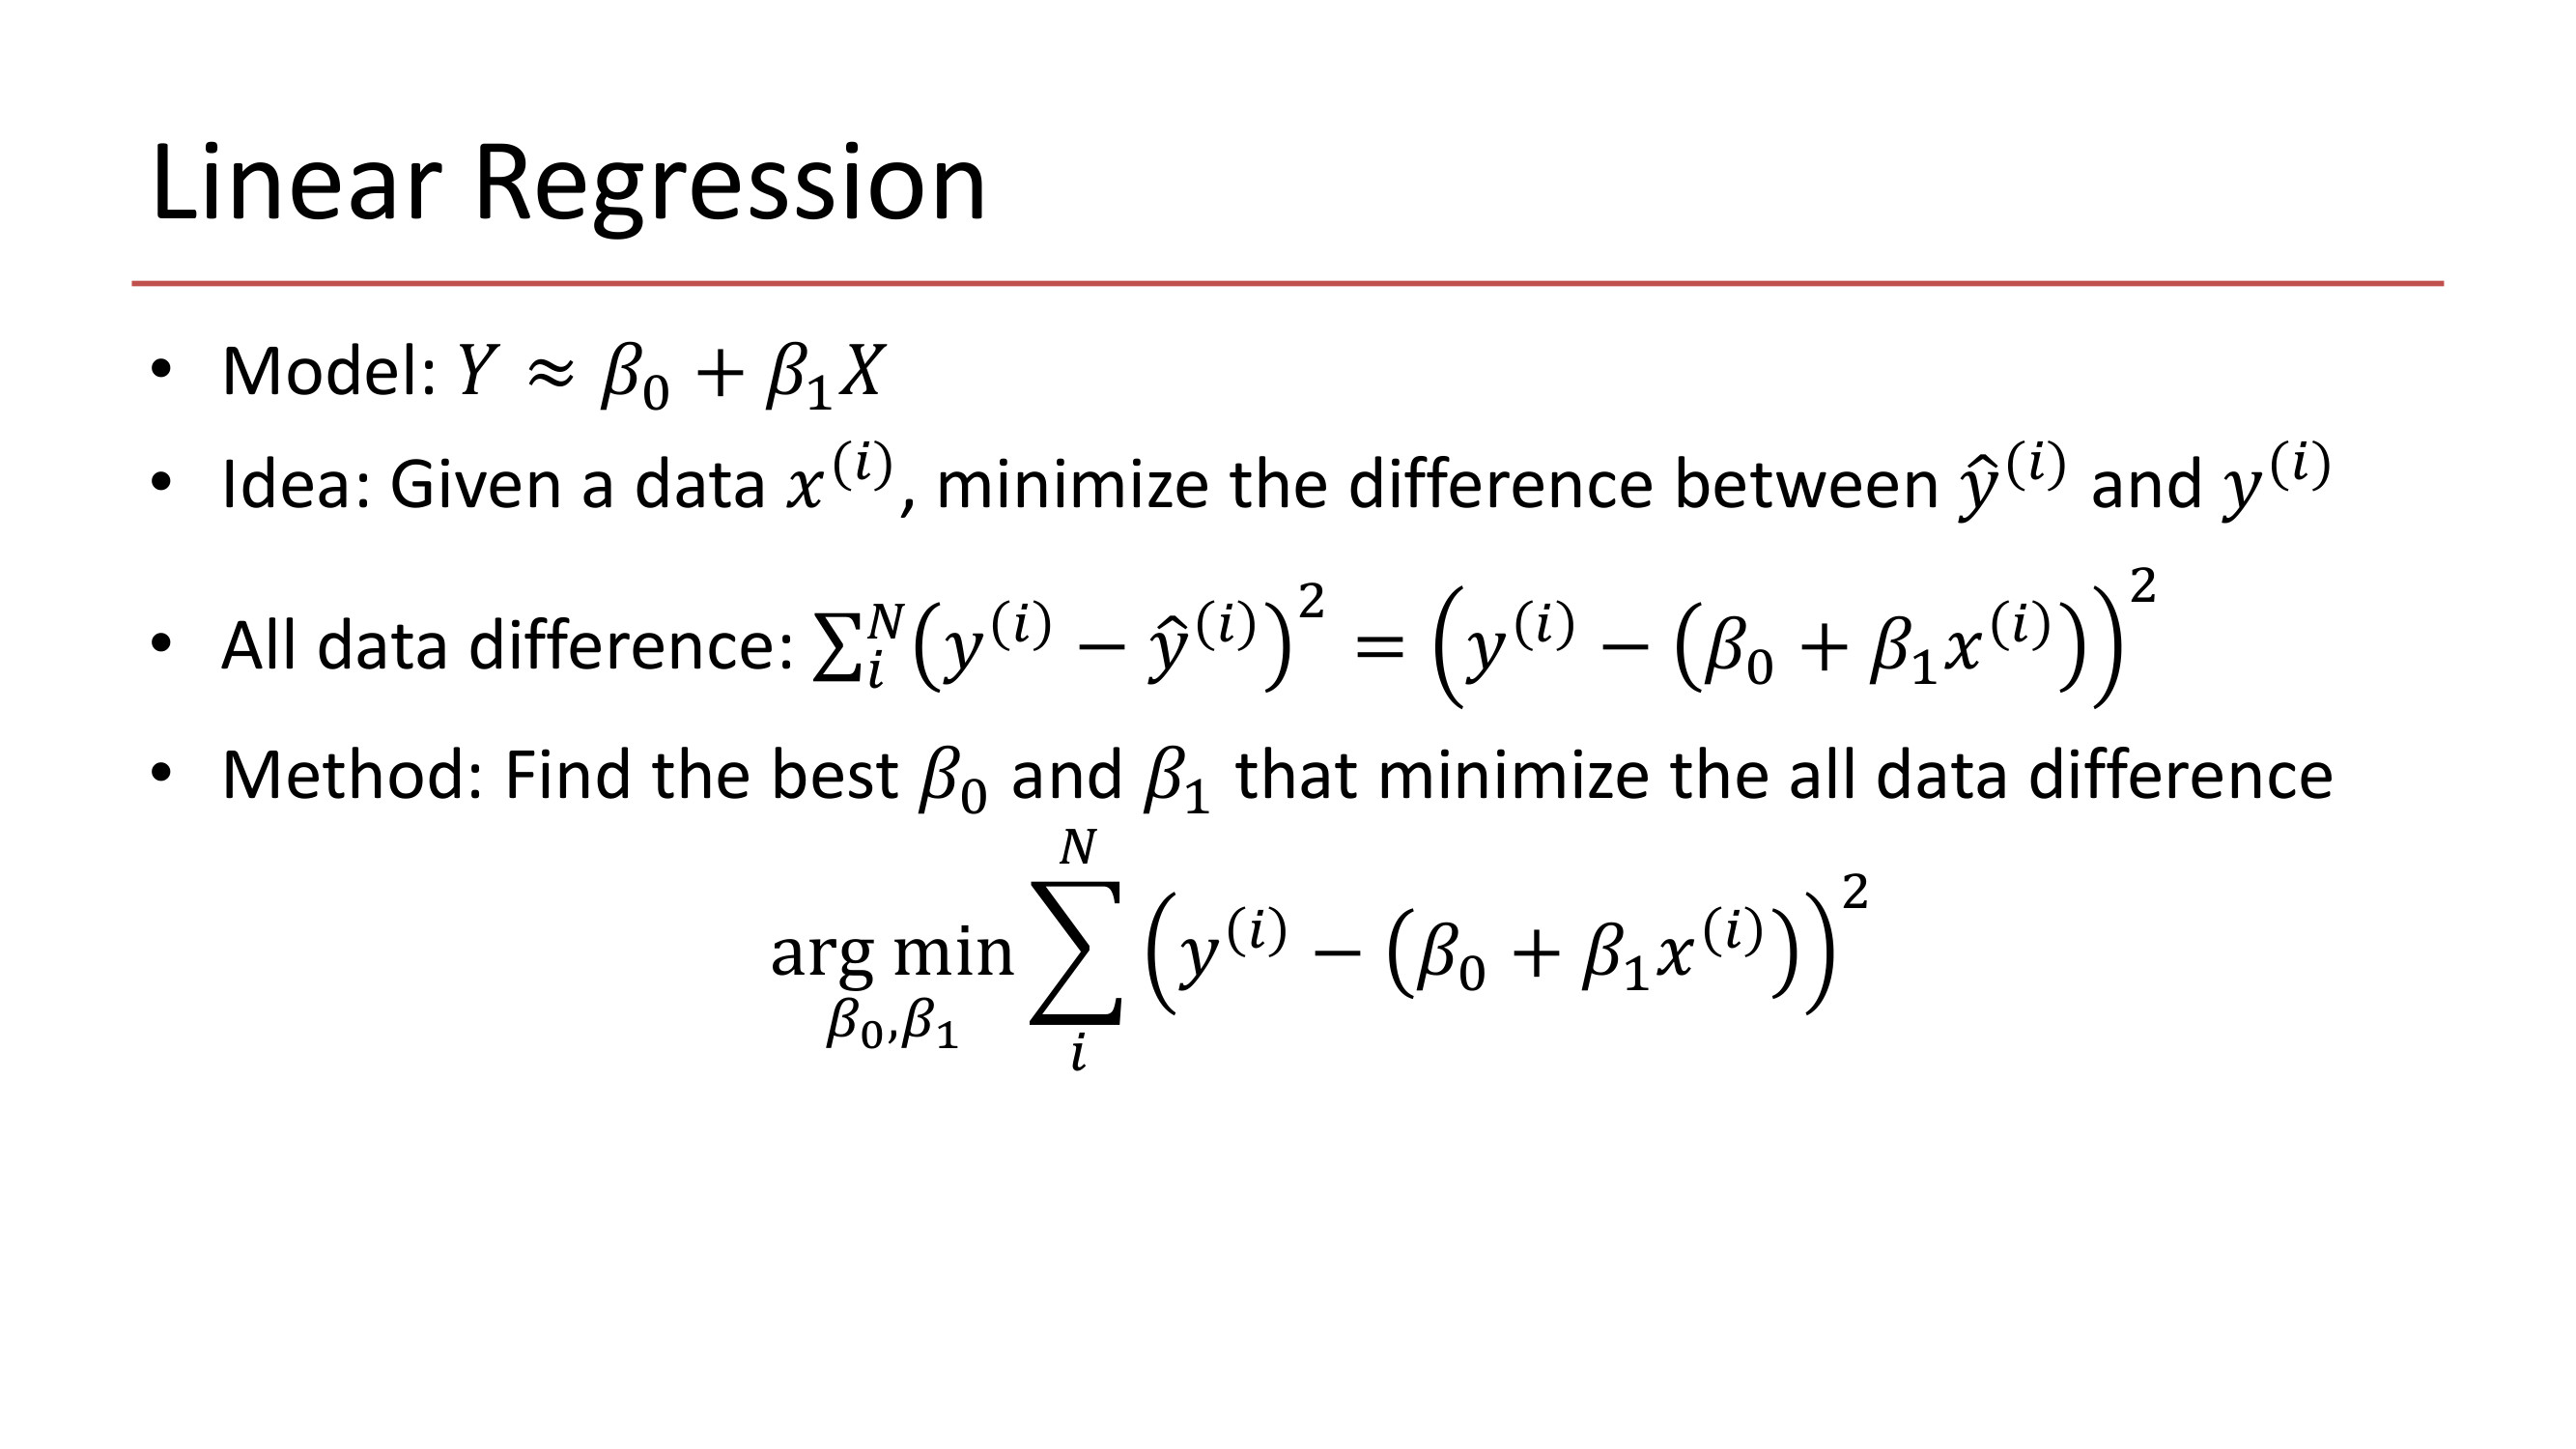 Linear Regression
• Model: $Y \approx \beta_0 + \beta_1 X$
• Idea: Given a data $x^{(i)}$, minimize the difference between $\hat{y}^{(i)}$ and $y^{(i)}$
• All data difference: $\sum_i^N \left(y^{(i)} - \hat{y}^{(i)}\right)^2 = \left(y^{(i)} - \left(\beta_0 + \beta_1 x^{(i)}\right)\right)^2$
• Method: Find the best $\beta_0$ and $\beta_1$ that minimize the all data difference
$\underset{\beta_0,\beta_1}{\arg\min} \sum_i^N \left(y^{(i)} - \left(\beta_0 + \beta_1 x^{(i)}\right)\right)^2$